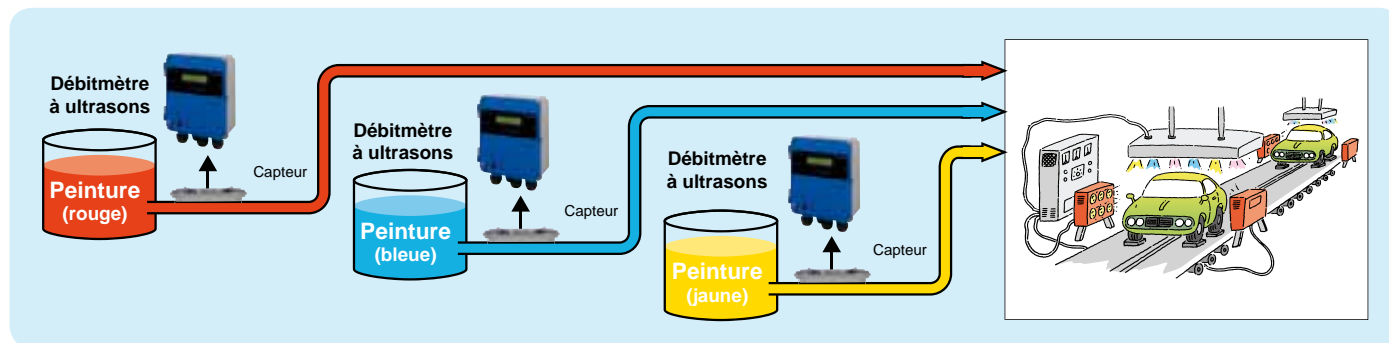 Débitmètre
à ultrasons
Capteur
Peinture
(rouge)
Débitmètre
à ultrasons
Capteur
Peinture
(bleue)
Débitmètre
à ultrasons
Capteur
Peinture
(jaune)